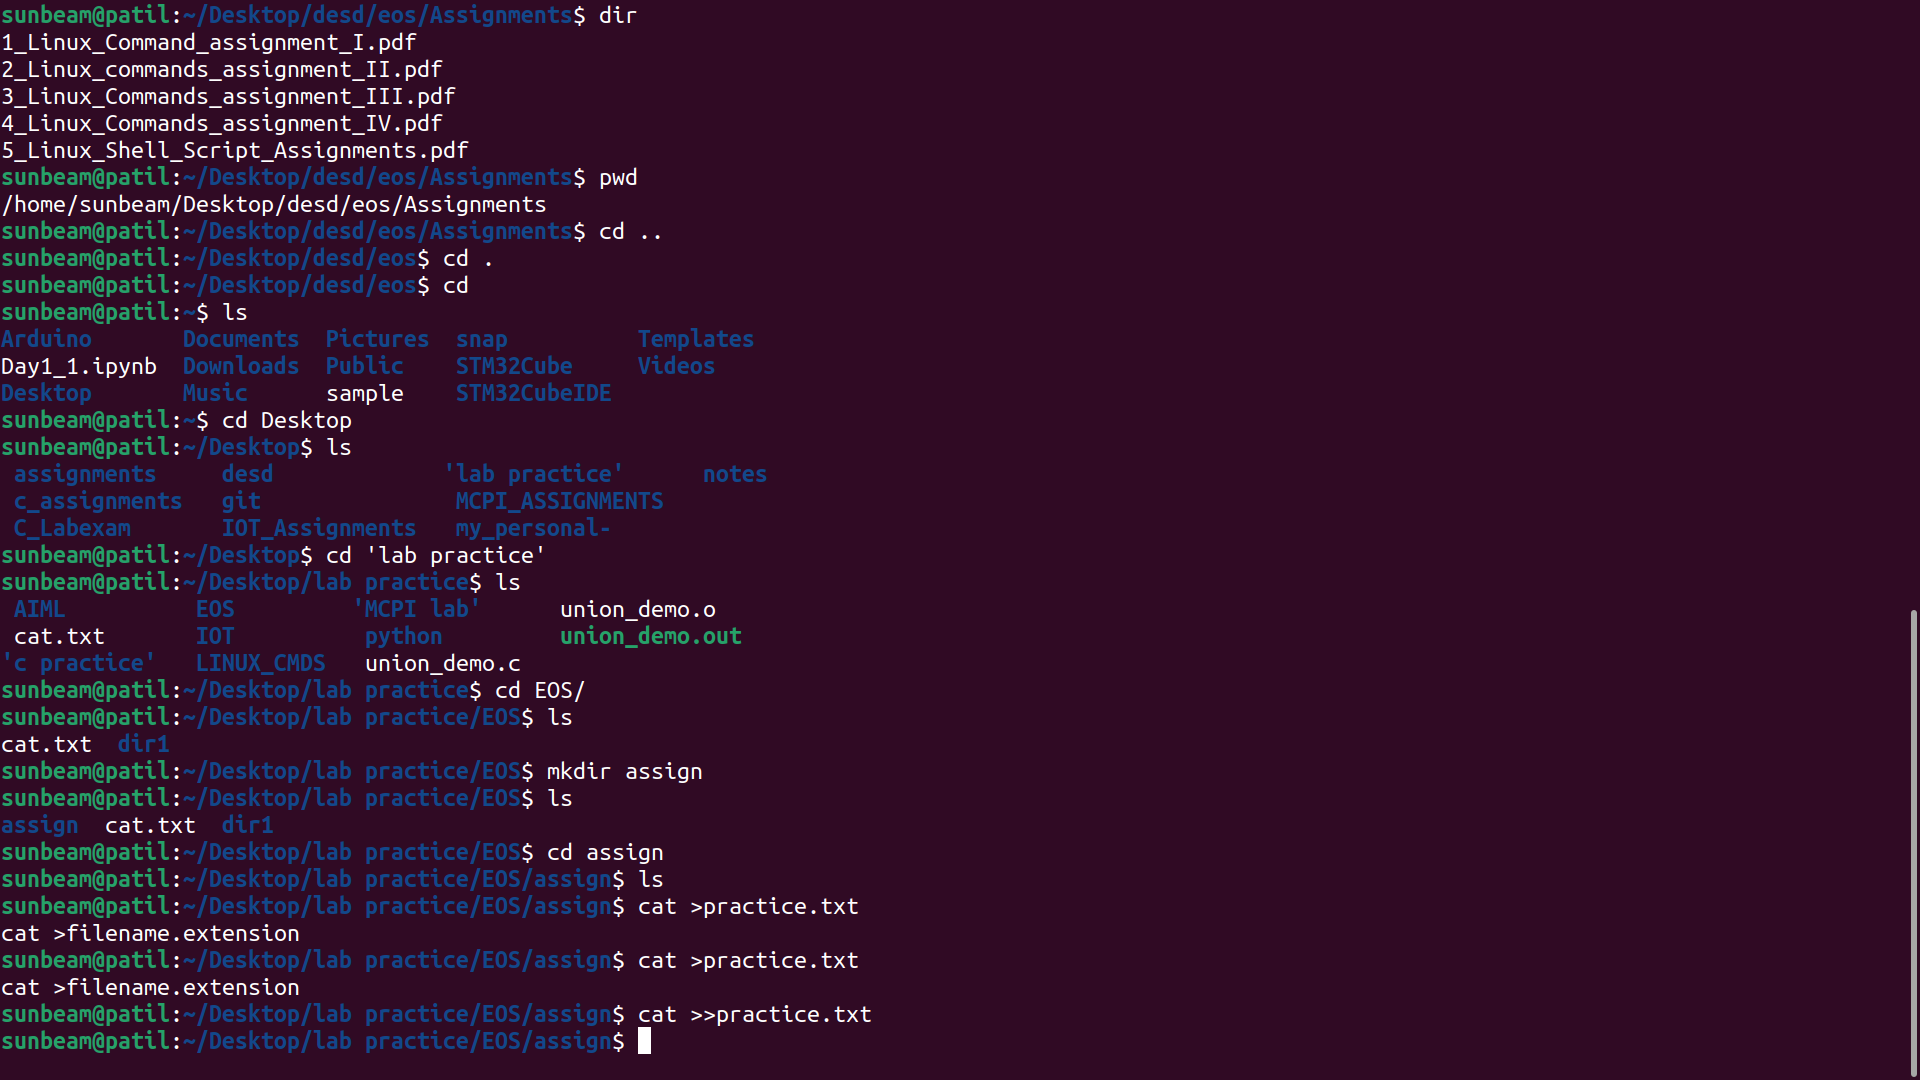 sunbeam@patil:~/Desktop/desd/eos/Assignments$ dir
1_Linux_Command_assignment_I.pdf
2_Linux_commands_assignment_II.pdf
3_Linux_Commands_assignment_III.pdf
4_Linux_Commands_assignment_IV.pdf
5_Linux_Shell_Script_Assignments.pdf
sunbeam@patil:~/Desktop/desd/eos/Assignments$ pwd
/home/sunbeam/Desktop/desd/eos/Assignments
sunbeam@patil:~/Desktop/desd/eos/Assignments$ cd ..
sunbeam@patil:~/Desktop/desd/eos$ cd .
sunbeam@patil:~/Desktop/desd/eos$ cd
sunbeam@patil:~$ ls
Arduino       Documents  Pictures  snap          Templates
Day1_1.ipynb  Downloads  Public    STM32Cube     Videos
Desktop       Music      sample    STM32CubeIDE
sunbeam@patil:~$ cd Desktop
sunbeam@patil:~/Desktop$ ls
 assignments     desd             'lab practice'      notes
 c_assignments   git               MCPI_ASSIGNMENTS
 C_Labexam       IOT_Assignments   my_personal-
sunbeam@patil:~/Desktop$ cd 'lab practice'
sunbeam@patil:~/Desktop/lab practice$ ls
 AIML          EOS         'MCPI lab'      union_demo.o
 cat.txt       IOT          python         union_demo.out
'c practice'   LINUX_CMDS   union_demo.c
sunbeam@patil:~/Desktop/lab practice$ cd EOS/
sunbeam@patil:~/Desktop/lab practice/EOS$ ls
cat.txt  dir1
sunbeam@patil:~/Desktop/lab practice/EOS$ mkdir assign
sunbeam@patil:~/Desktop/lab practice/EOS$ ls
assign  cat.txt  dir1
sunbeam@patil:~/Desktop/lab practice/EOS$ cd assign
sunbeam@patil:~/Desktop/lab practice/EOS/assign$ ls
sunbeam@patil:~/Desktop/lab practice/EOS/assign$ cat >practice.txt
cat >filename.extension
sunbeam@patil:~/Desktop/lab practice/EOS/assign$ cat >practice.txt
cat >filename.extension
sunbeam@patil:~/Desktop/lab practice/EOS/assign$ cat >>practice.txt
sunbeam@patil:~/Desktop/lab practice/EOS/assign$